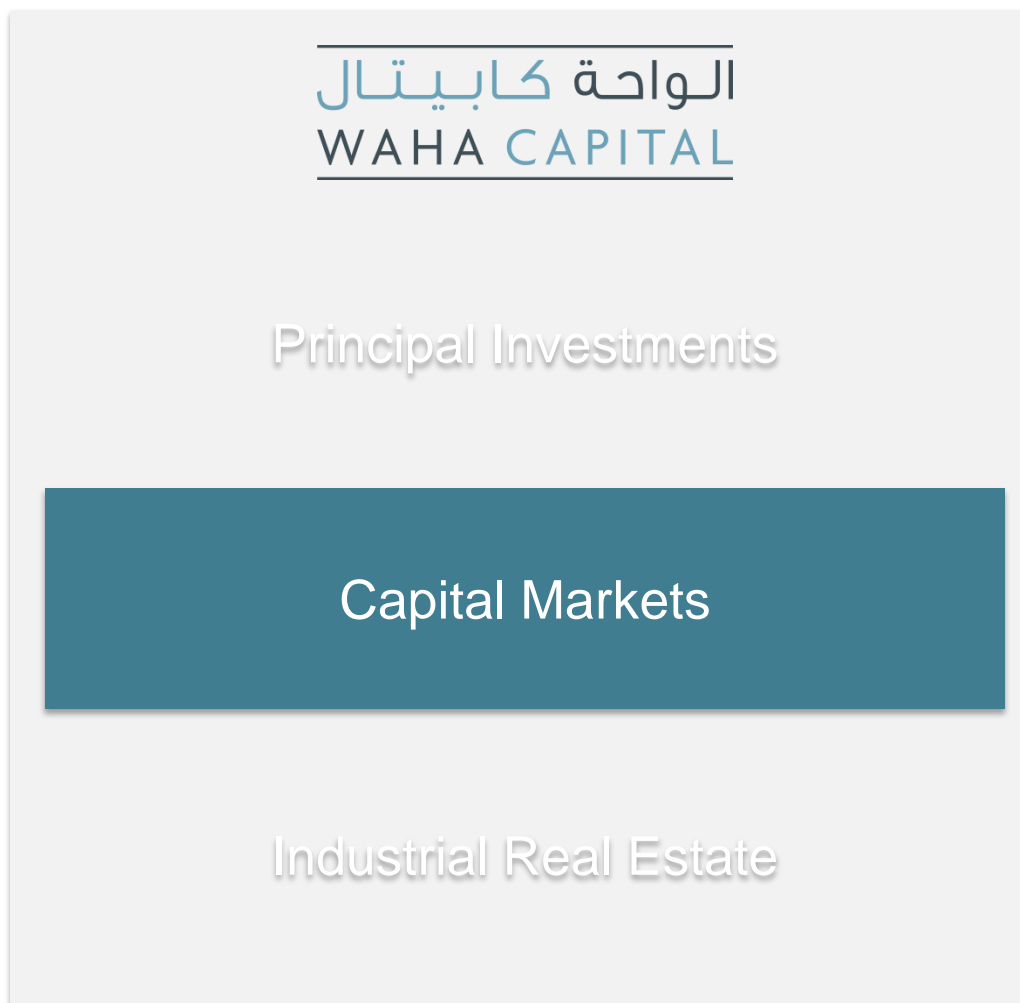 الواحة كابيتال
WAHA CAPITAL
Principal Investments
Capital Markets
Industrial Real Estate